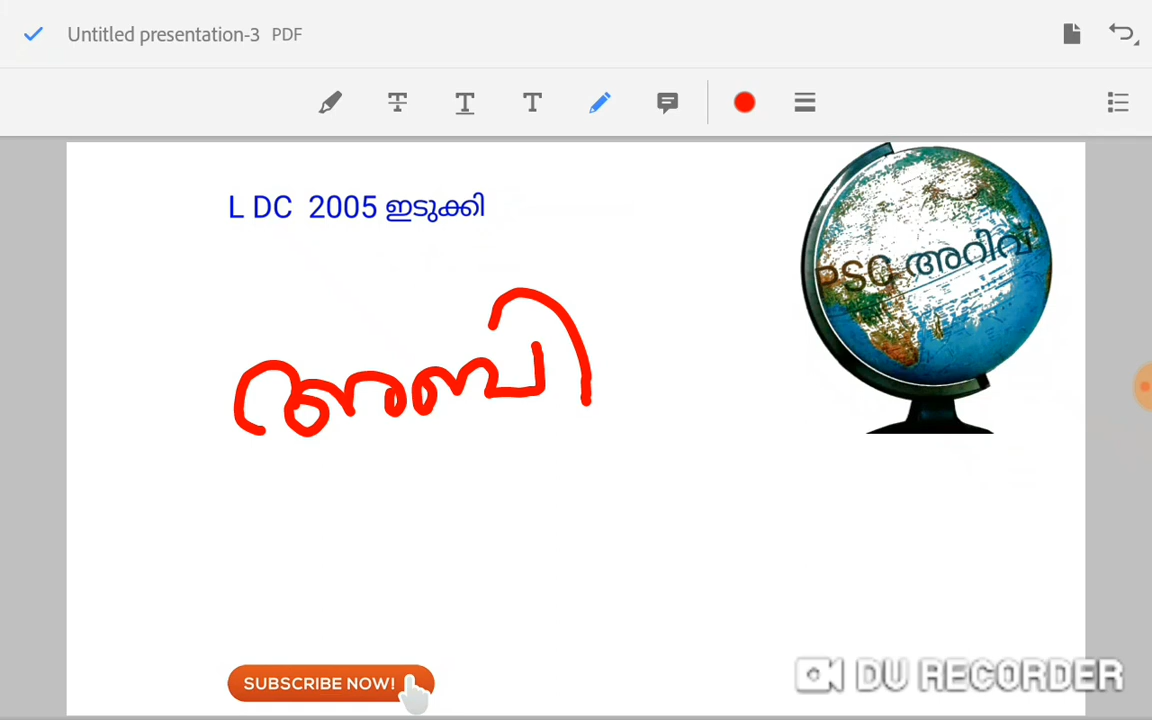 Untitled presentation-3 PDF
L DC 2005 ഇടുക്കി
PSC അറിവ്
അമ്പി
SUBSCRIBE NOW!
DU RECORDER